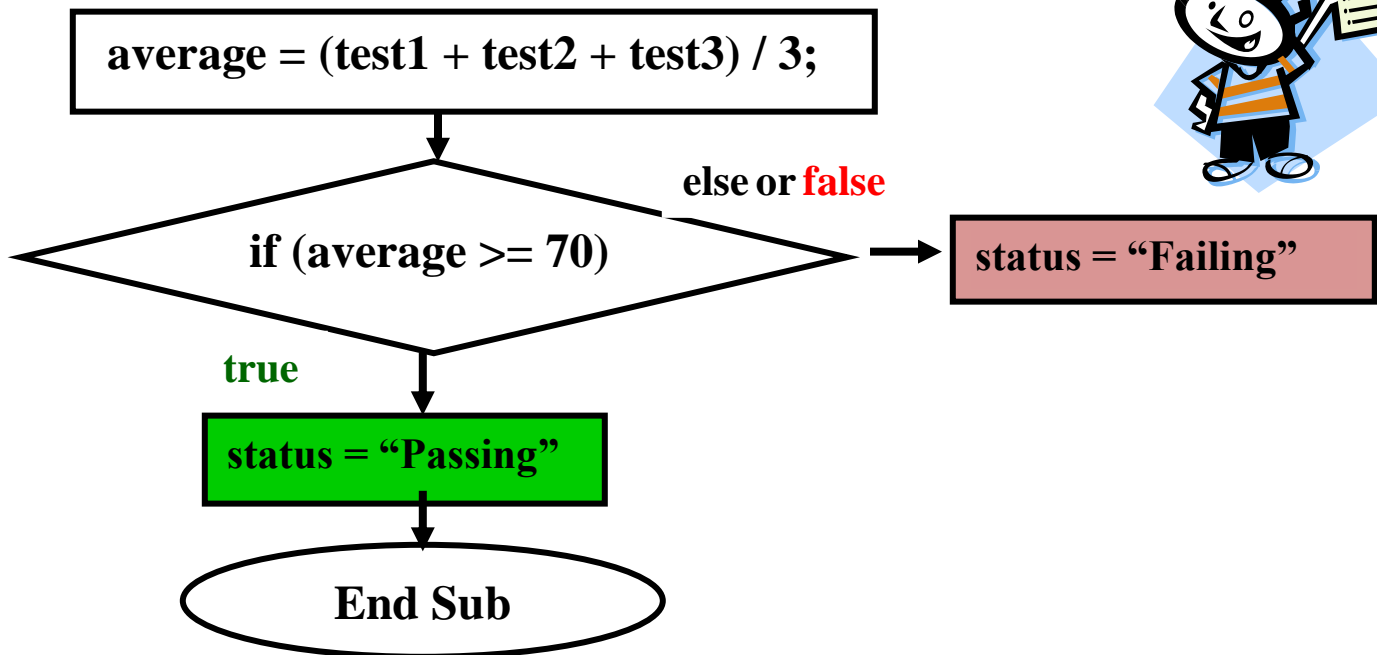 average = (test1 + test2 + test3) / 3;
else or false
if (average >= 70)
status = “Failing”
true
status = “Passing”
End Sub